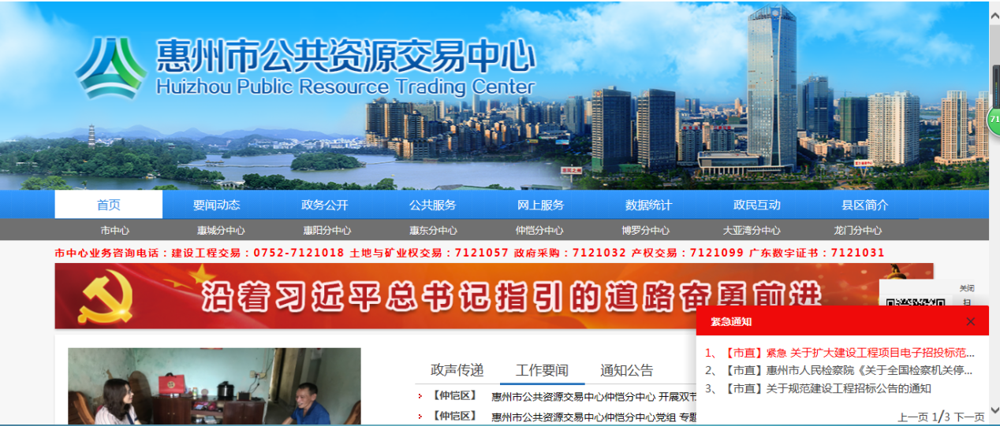 惠州市公共资源交易中心
Huizhou Public Resource Trading Center
首页 要闻动态 政务公开 公共服务 网上服务 数据统计 政民互动 县区简介
市中心 惠城分中心 惠阳分中心 惠东分中心 仲恺分中心 博罗分中心 大亚湾分中心 龙门分中心
市中心业务咨询电话：建设工程交易：0752-7121018 土地与矿业权交易：7121057 政府采购：7121032 产权交易：7121099 广东数字证书：7121031
沿着习近平总书记指引的道路奋勇前进
关闭
扫
紧急通知
1、【市直】紧急 关于扩大建设工程项目电子招投标范...
2、【市直】惠州市人民检察院《关于全国检察机关停...
3、【市直】关于规范建设工程招标公告的通知
上一页 1/3 下一页
政声传递 工作要闻 通知公告
【仲恺区】 惠州市公共资源交易中心仲恺分中心 开展双节
【仲恺区】 惠州市公共资源交易中心仲恺分中心党组 专题
71